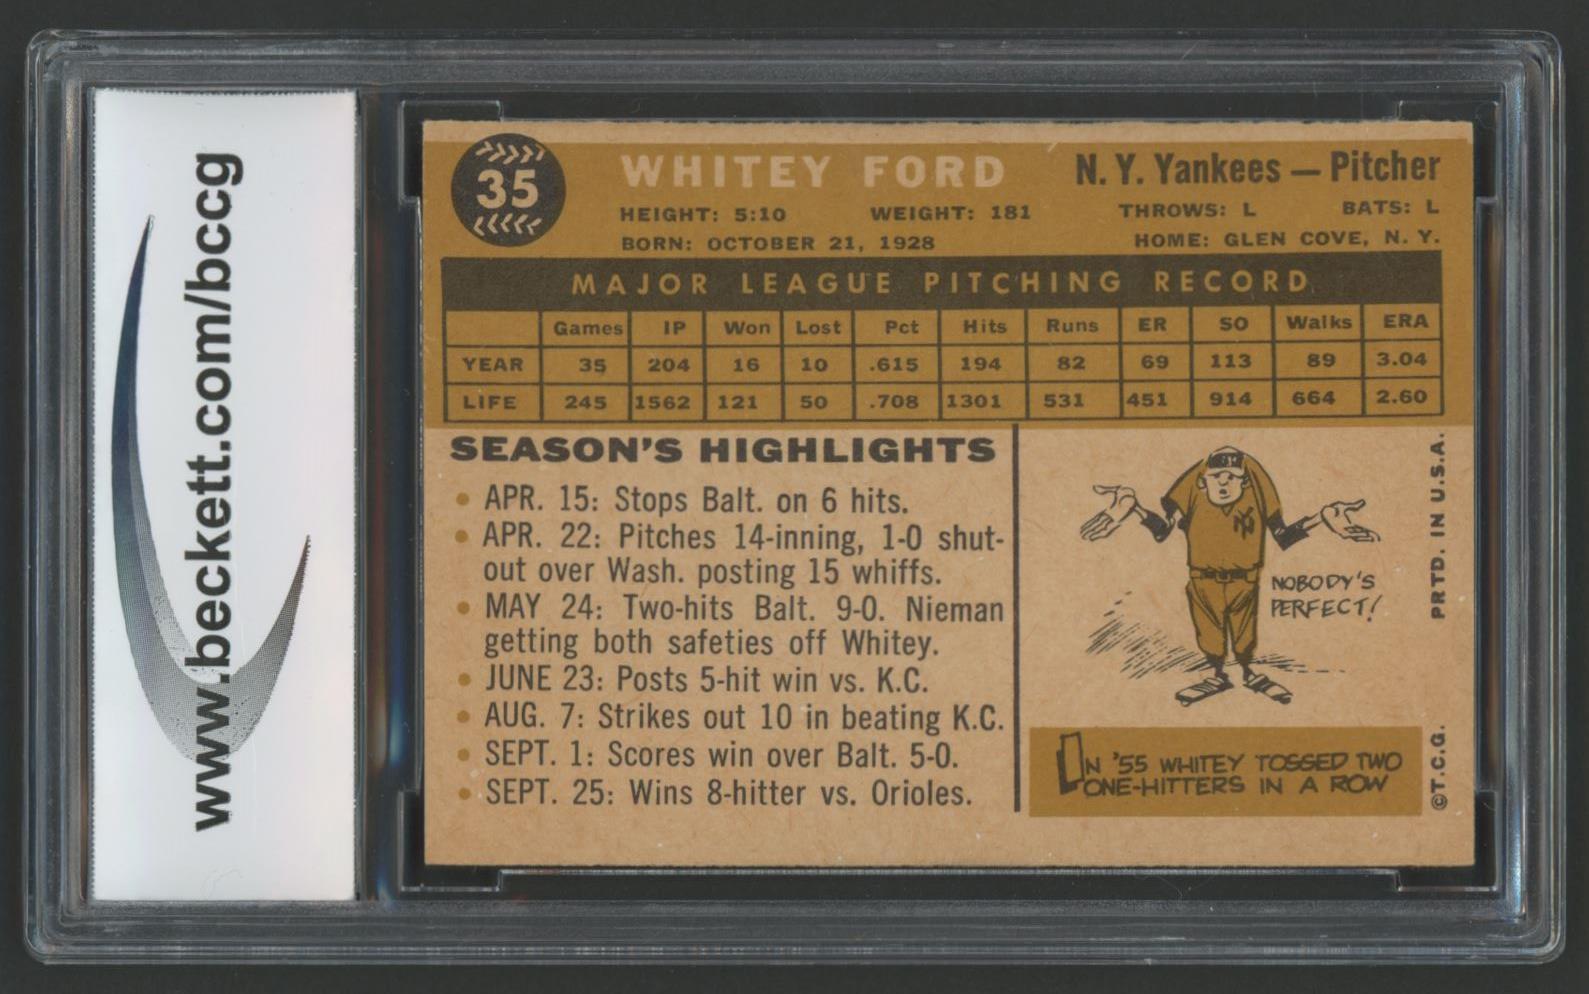 www.beckett.com/bccg
35
WHITEY FORD
N. Y. Yankees — Pitcher
HEIGHT: 5:10 WEIGHT: 181 THROWS: L BATS: L
BORN: OCTOBER 21, 1928 HOME: GLEN COVE, N. Y.
MAJOR LEAGUE PITCHING RECORD
Games IP Won Lost Pct Hits Runs ER SO Walks ERA
YEAR 35 204 16 10 .615 194 82 69 113 89 3.04
LIFE 245 1562 121 50 .708 1301 531 451 914 664 2.60
SEASON'S HIGHLIGHTS
• APR. 15: Stops Balt. on 6 hits.
• APR. 22: Pitches 14-inning, 1-0 shut-
out over Wash. posting 15 whiffs.
• MAY 24: Two-hits Balt. 9-0. Nieman
getting both safeties off Whitey.
• JUNE 23: Posts 5-hit win vs. K.C.
• AUG. 7: Strikes out 10 in beating K.C.
• SEPT. 1: Scores win over Balt. 5-0.
• SEPT. 25: Wins 8-hitter vs. Orioles.
NY
NOBODY'S
PERFECT!
IN '55 WHITEY TOSSED TWO
ONE-HITTERS IN A ROW
©T.C.G. PRTD. IN U.S.A.